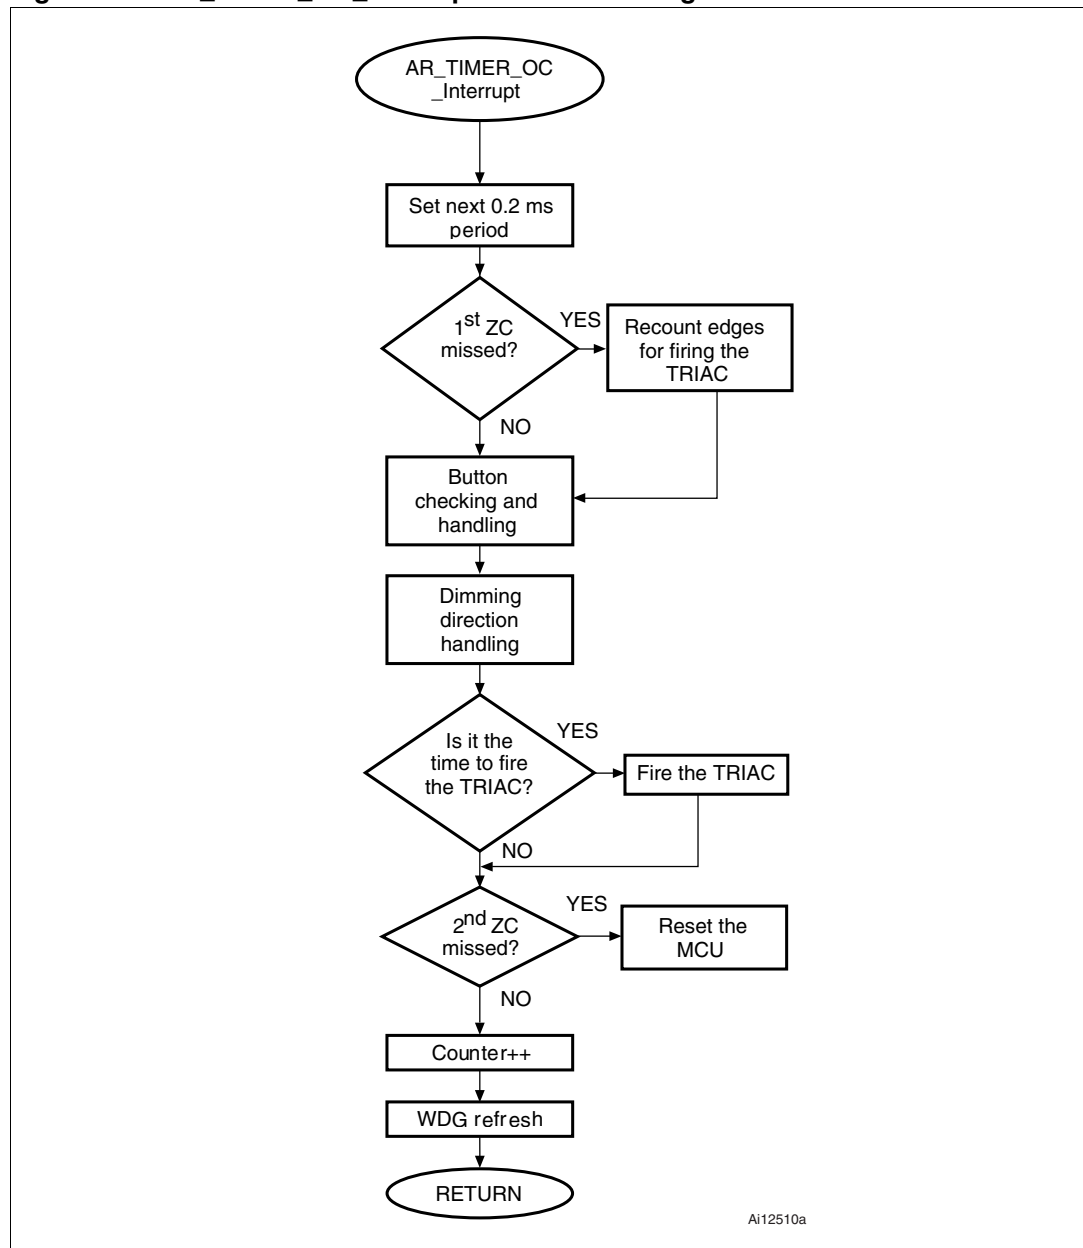 AR_TIMER_OC
_Interrupt
Set next 0.2 ms
period
1st ZC
missed?
YES
Recount edges
for firing the
TRIAC
NO
Button
checking and
handling
Dimming
direction
handling
Is it the
time to fire
the TRIAC?
YES
Fire the TRIAC
NO
2nd ZC
missed?
YES
Reset the
MCU
NO
Counter++
WDG refresh
RETURN
Ai12510a